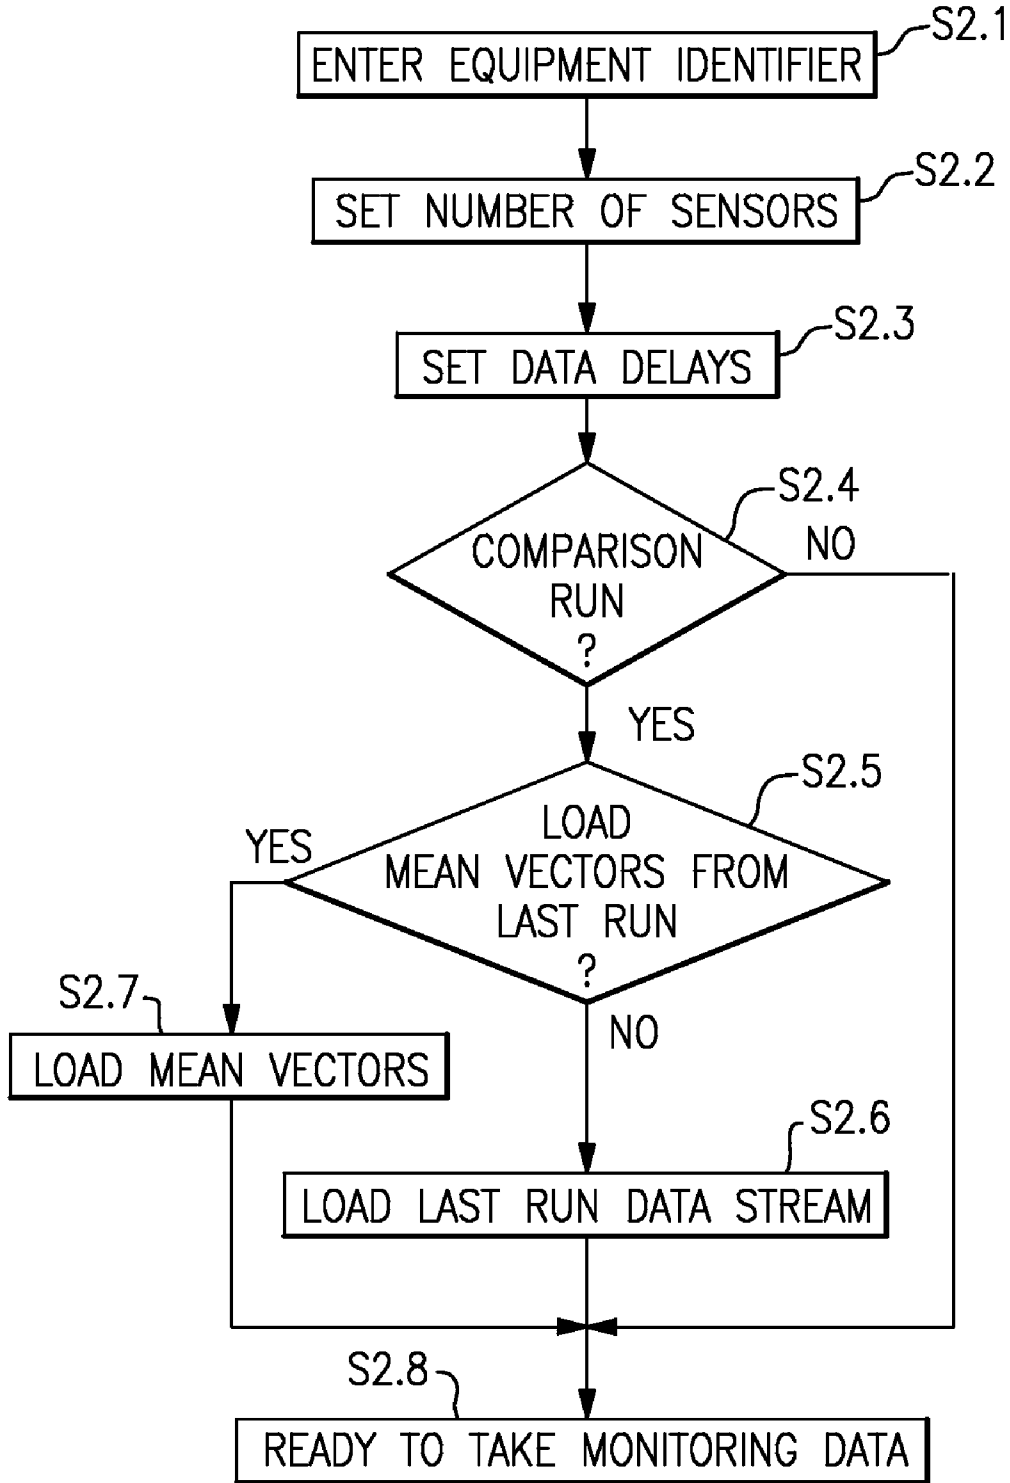 S2.1
ENTER EQUIPMENT IDENTIFIER
S2.2
SET NUMBER OF SENSORS
S2.3
SET DATA DELAYS
S2.4
NO
COMPARISON
RUN
?
YES
S2.5
YES
LOAD
MEAN VECTORS FROM
LAST RUN
?
S2.7
NO
LOAD MEAN VECTORS
S2.6
LOAD LAST RUN DATA STREAM
S2.8
READY TO TAKE MONITORING DATA